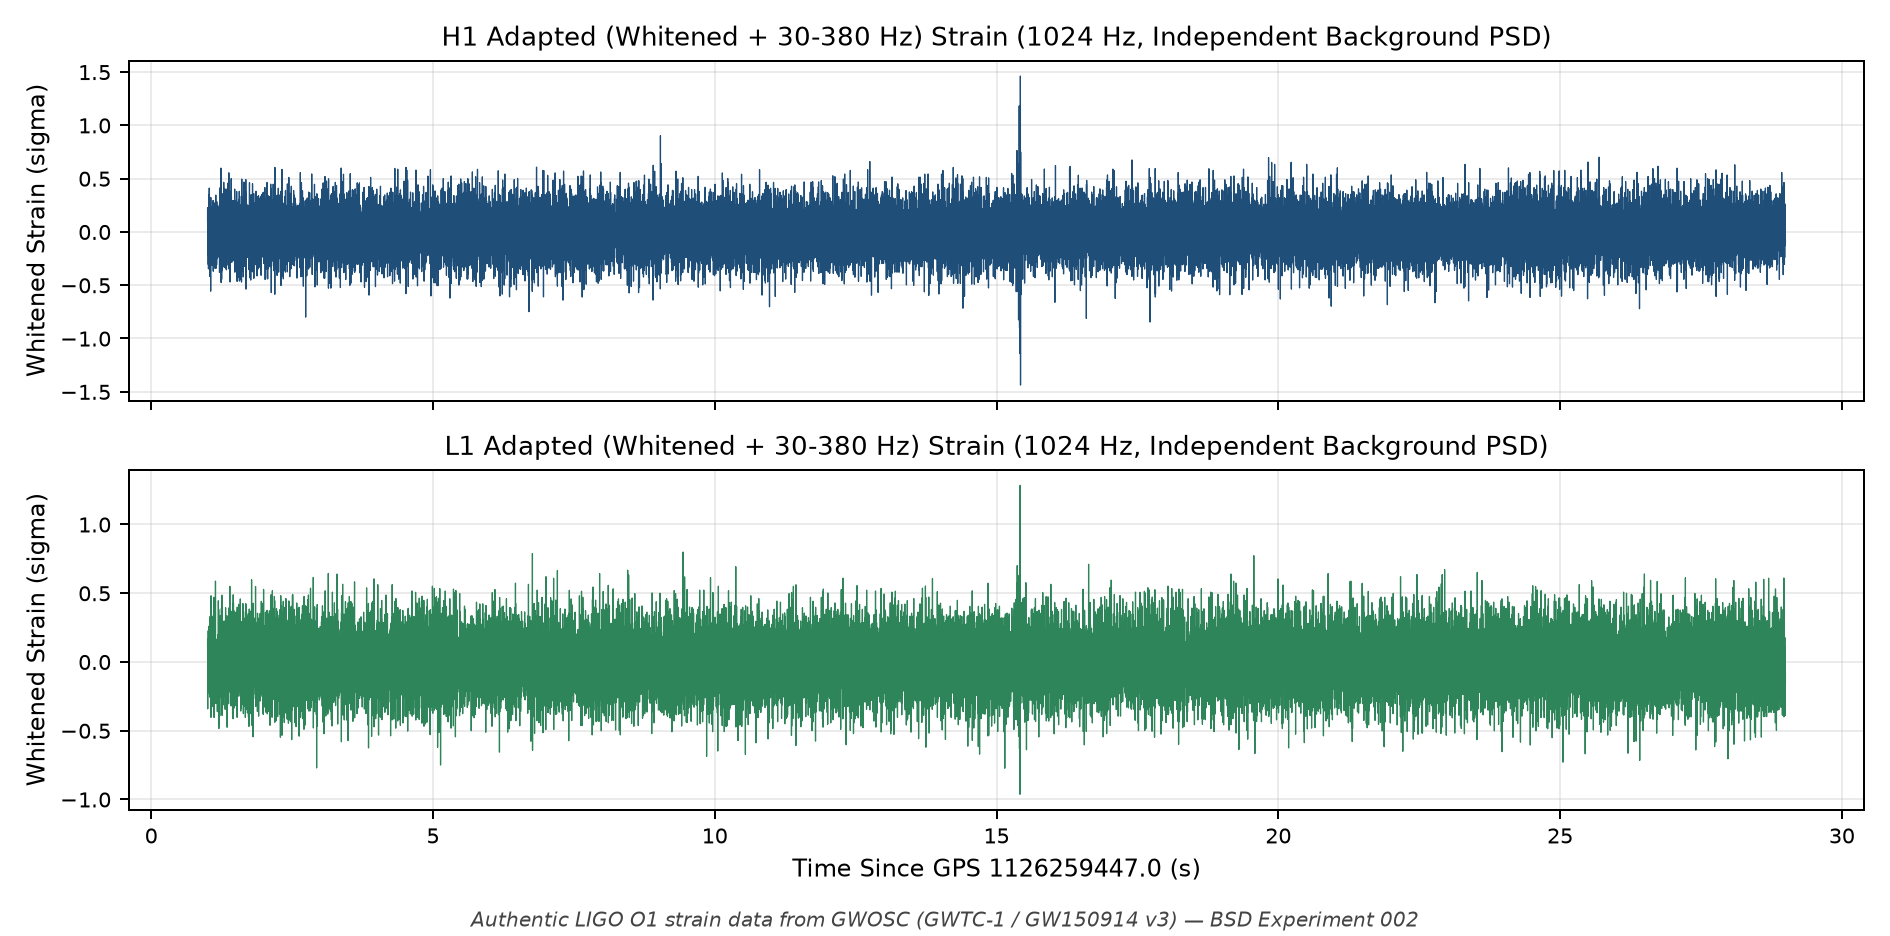 H1 Adapted (Whitened + 30-380 Hz) Strain (1024 Hz, Independent Background PSD)
Whitened Strain (sigma)
1.5
1.0
0.5
0.0
−0.5
−1.0
−1.5
L1 Adapted (Whitened + 30-380 Hz) Strain (1024 Hz, Independent Background PSD)
Whitened Strain (sigma)
1.0
0.5
0.0
−0.5
−1.0
0 5 10 15 20 25 30
Time Since GPS 1126259447.0 (s)
Authentic LIGO O1 strain data from GWOSC (GWTC-1 / GW150914 v3) — BSD Experiment 002